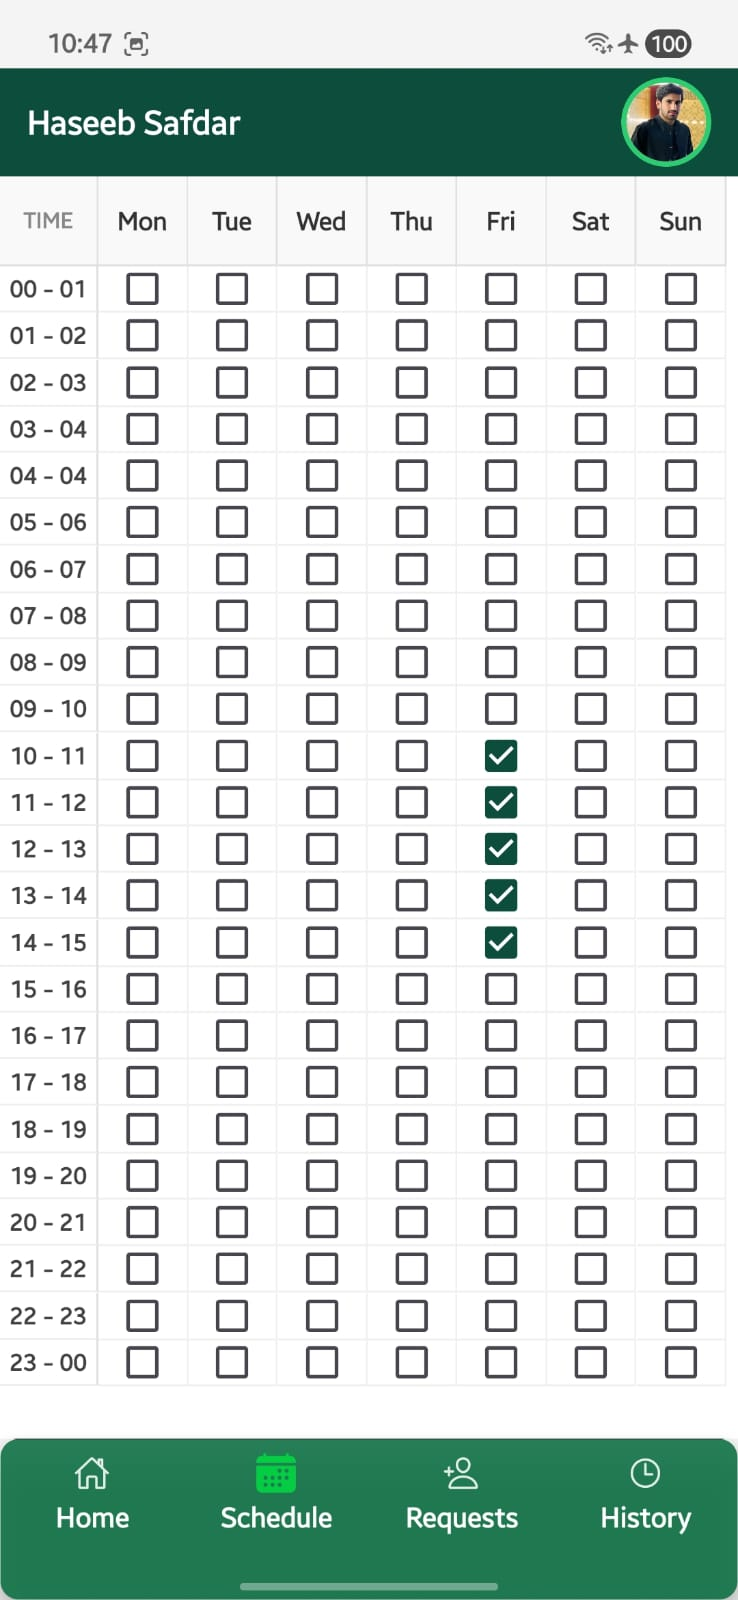 10:47 100
Haseeb Safdar
TIME Mon Tue Wed Thu Fri Sat Sun
00 - 01
01 - 02
02 - 03
03 - 04
04 - 04
05 - 06
06 - 07
07 - 08
08 - 09
09 - 10
10 - 11
11 - 12
12 - 13
13 - 14
14 - 15
15 - 16
16 - 17
17 - 18
18 - 19
19 - 20
20 - 21
21 - 22
22 - 23
23 - 00
Home Schedule Requests History